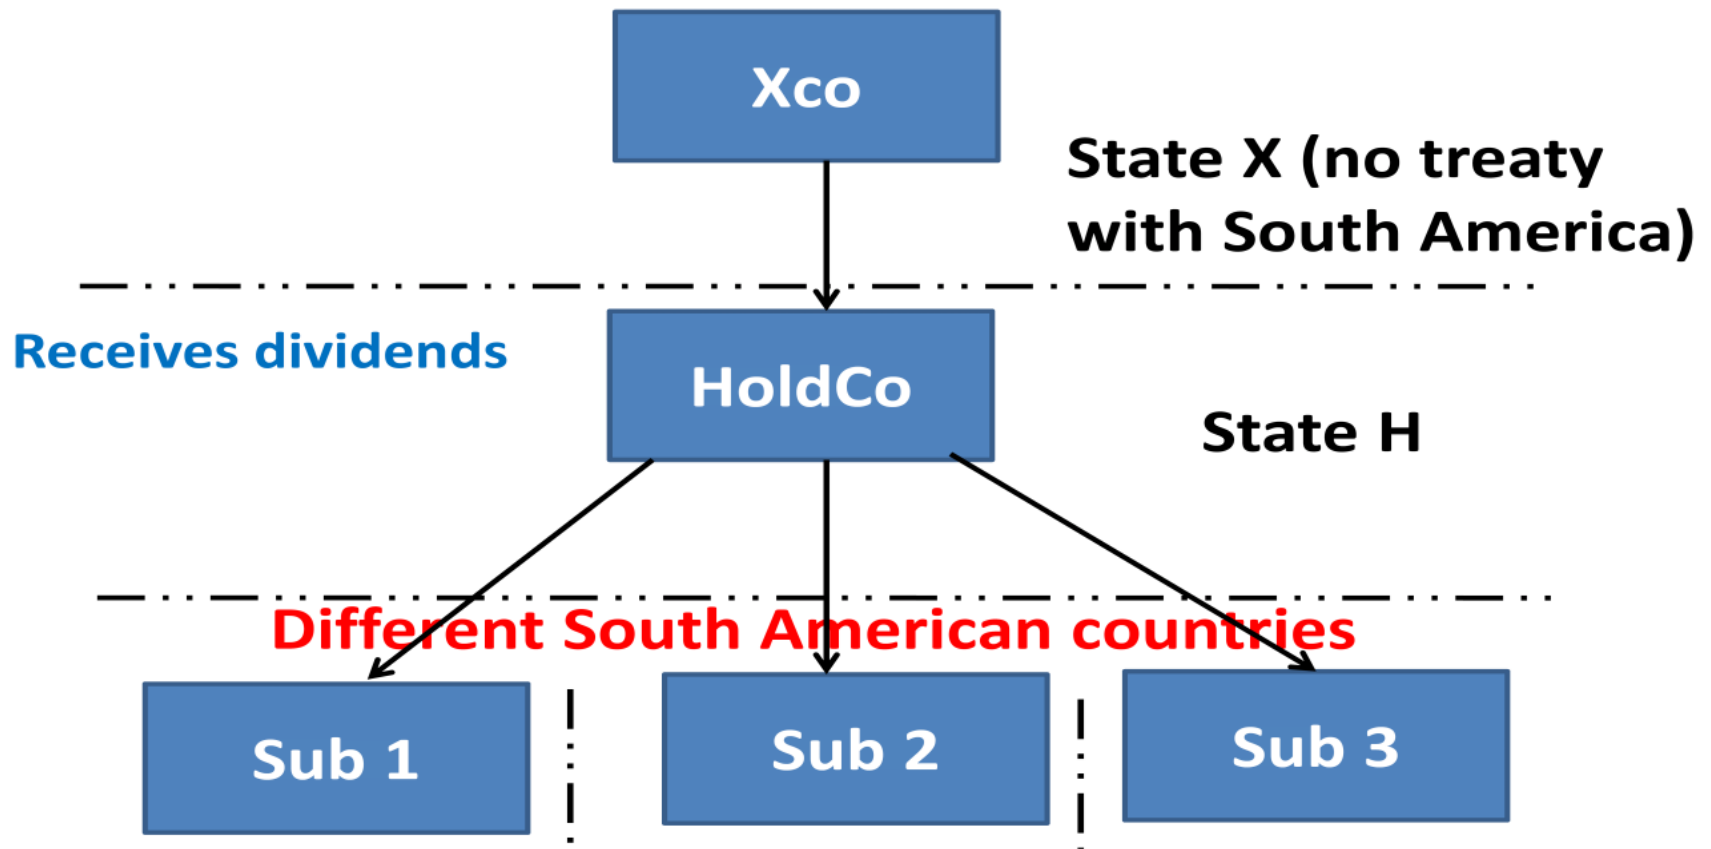 Xco
State X (no treaty
with South America)
Receives dividends
HoldCo
State H
Different South American countries
Sub 1
Sub 2
Sub 3